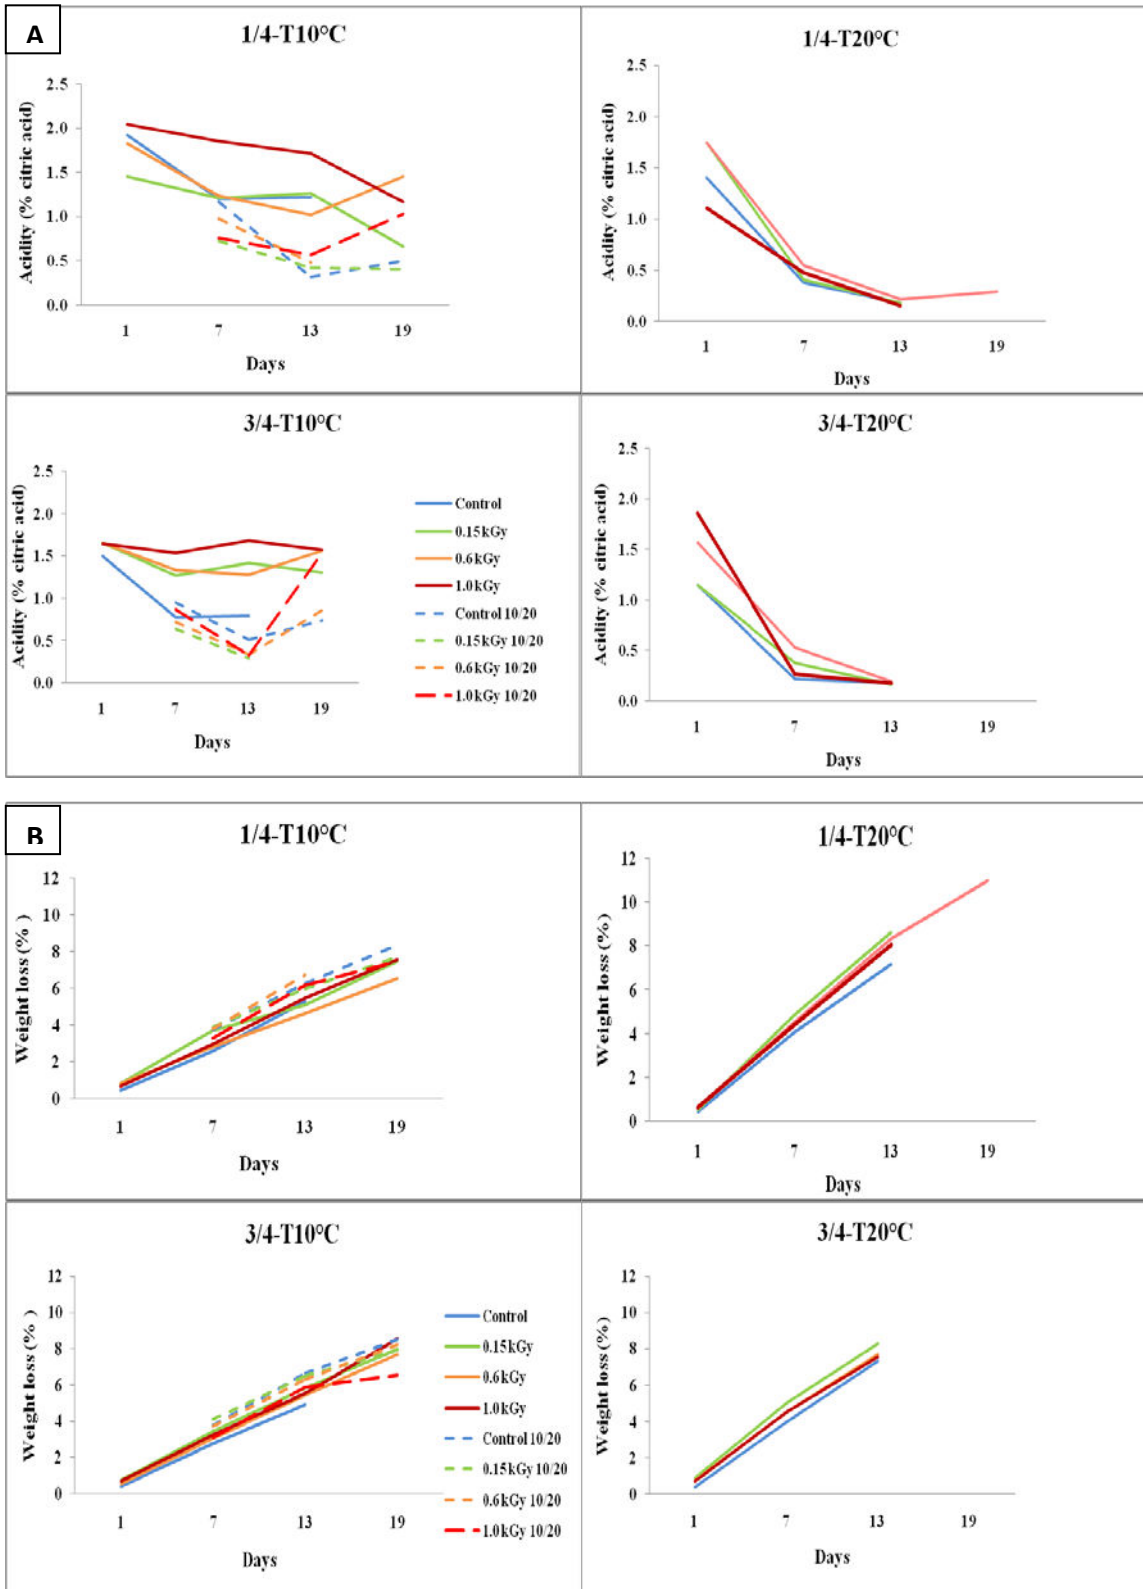 A
1/4-T10°C
Acidity (% citric acid)
2.5
2.0
1.5
1.0
0.5
0.0
1 7 13 19
Days
1/4-T20°C
Acidity (% citric acid)
2.5
2.0
1.5
1.0
0.5
0.0
1 7 13 19
Days
3/4-T10°C
Acidity (% citric acid)
2.5
2.0
1.5
1.0
0.5
0.0
1 7 13 19
Days
Control
0.15kGy
0.6kGy
1.0kGy
Control 10/20
0.15kGy 10/20
0.6kGy 10/20
1.0kGy 10/20
3/4-T20°C
Acidity (% citric acid)
2.5
2.0
1.5
1.0
0.5
0.0
1 7 13 19
Days
B
1/4-T10°C
Weight loss (% )
12
10
8
6
4
2
0
1 7 13 19
Days
1/4-T20°C
Weight loss (%)
12
10
8
6
4
2
0
1 7 13 19
Days
3/4-T10°C
Weight loss (% )
12
10
8
6
4
2
0
1 7 13 19
Days
Control
0.15kGy
0.6kGy
1.0kGy
Control 10/20
0.15kGy 10/20
0.6kGy 10/20
1.0kGy 10/20
3/4-T20°C
Weight loss (%)
12
10
8
6
4
2
0
1 7 13 19
Days